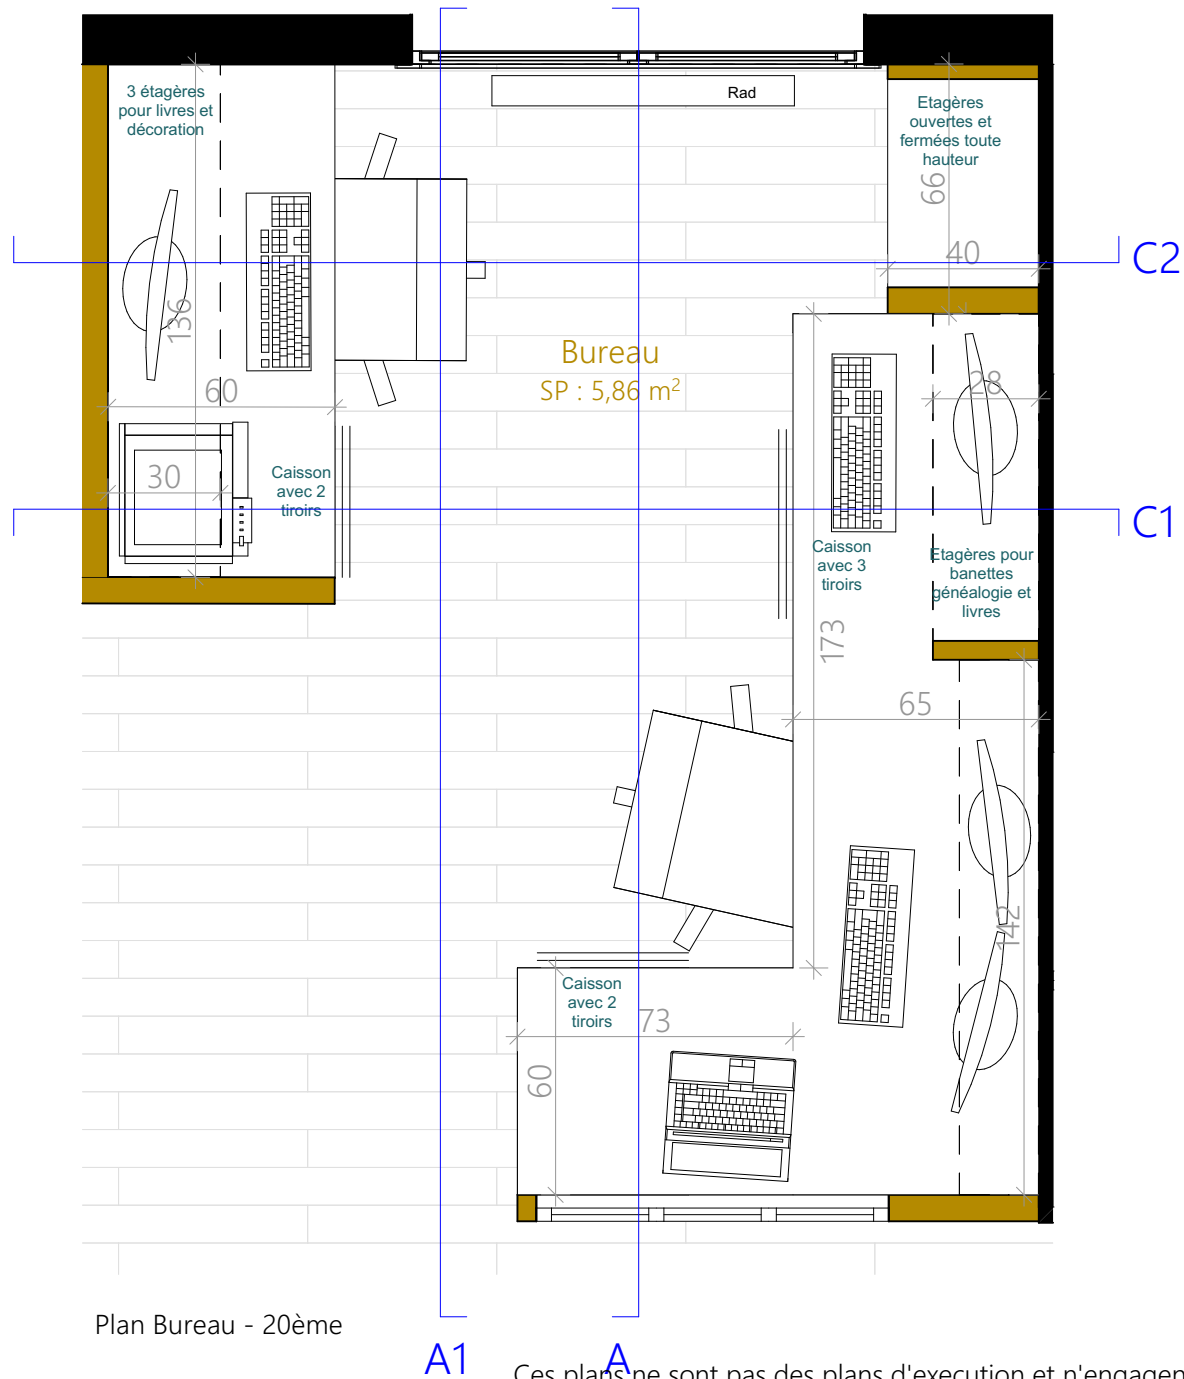 3 étagères
pour livres et
décoration
Rad
Etagères
ouvertes et
fermées toute
hauteur
66
40
C2
136
Bureau
SP : 5,86 m²
60
28
30
Caisson
avec 2
tiroirs
C1
Caisson
avec 3
tiroirs
Etagères pour
banettes
généalogie et
livres
173
65
142
Caisson
avec 2
tiroirs
73
60
Plan Bureau - 20ème
A1
A
Ces plans ne sont pas des plans d'execution et n'engagen